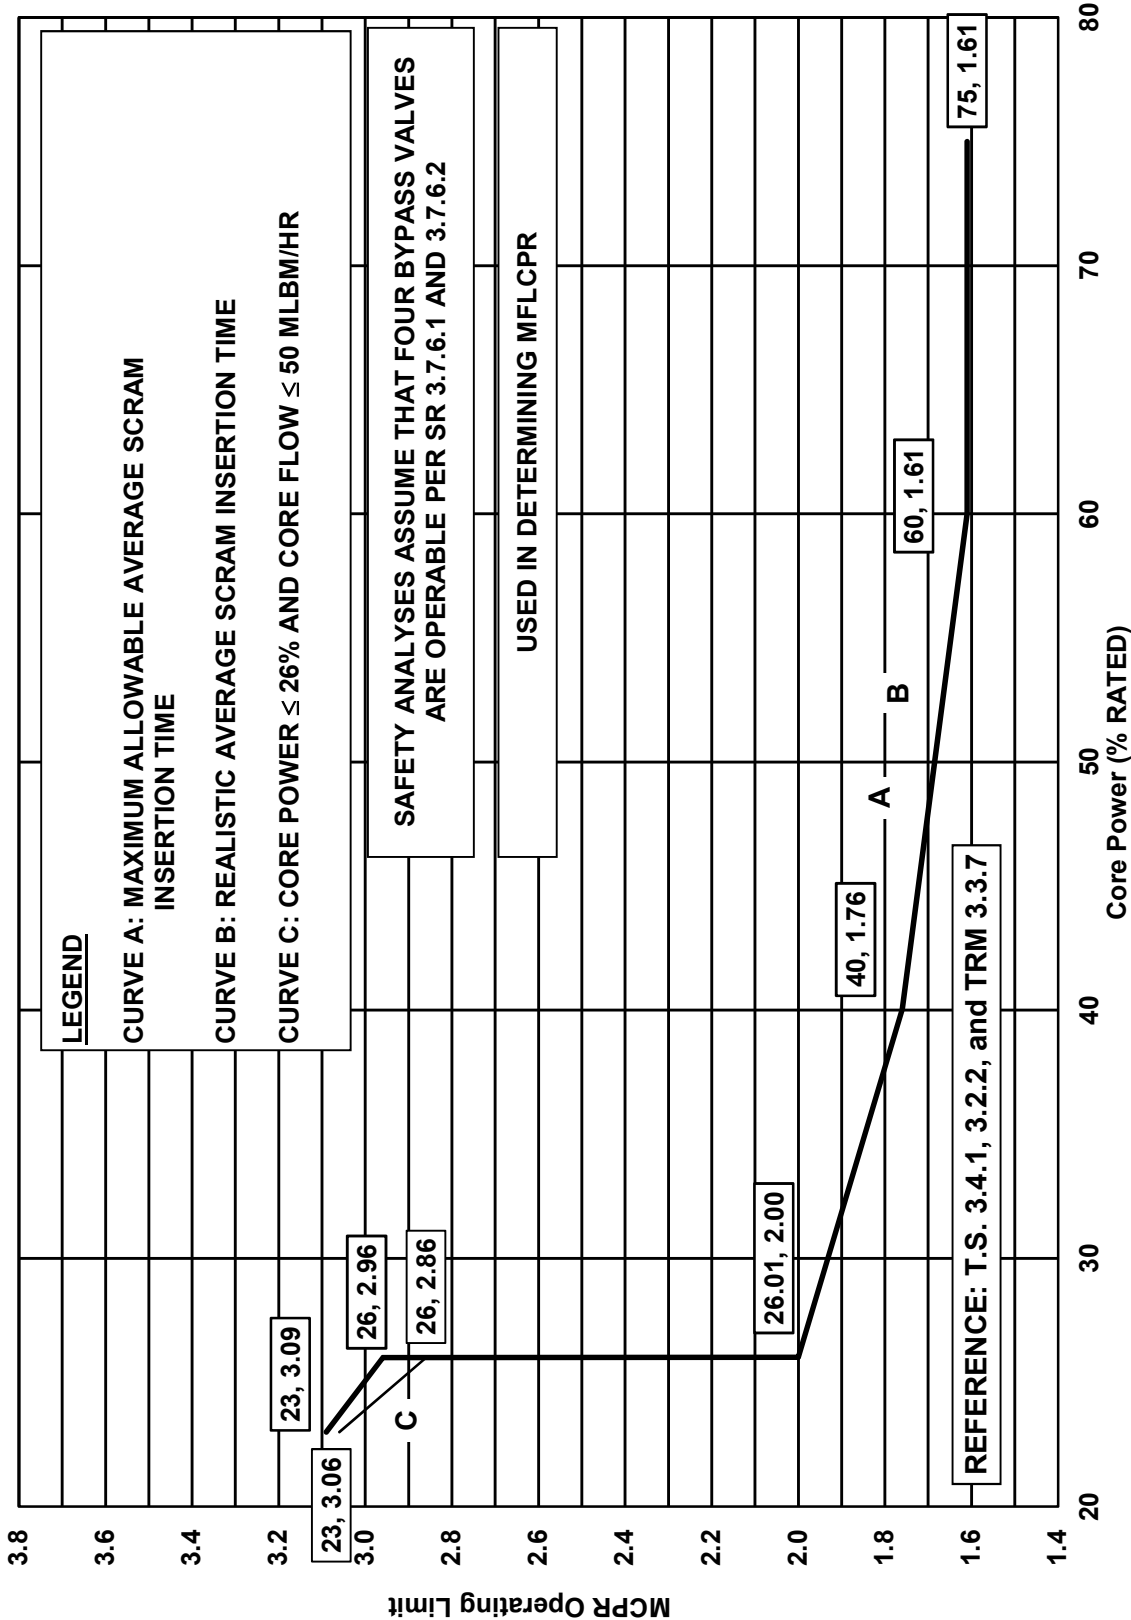 LEGEND
CURVE A: MAXIMUM ALLOWABLE AVERAGE SCRAM
INSERTION TIME
CURVE B: REALISTIC AVERAGE SCRAM INSERTION TIME
CURVE C: CORE POWER ≤ 26% AND CORE FLOW ≤ 50 MLBM/HR
SAFETY ANALYSES ASSUME THAT FOUR BYPASS VALVES
ARE OPERABLE PER SR 3.7.6.1 AND 3.7.6.2
USED IN DETERMINING MFLCPR
MCPR Operating Limit
3.8
3.6
3.4
3.2
3.0
2.8
2.6
2.4
2.2
2.0
1.8
1.6
1.4
23, 3.09
23, 3.06
26, 2.96
26, 2.86
C
26.01, 2.00
40, 1.76
A
B
60, 1.61
75, 1.61
REFERENCE: T.S. 3.4.1, 3.2.2, and TRM 3.3.7
20
30
40
50
60
70
80
Core Power (% RATED)